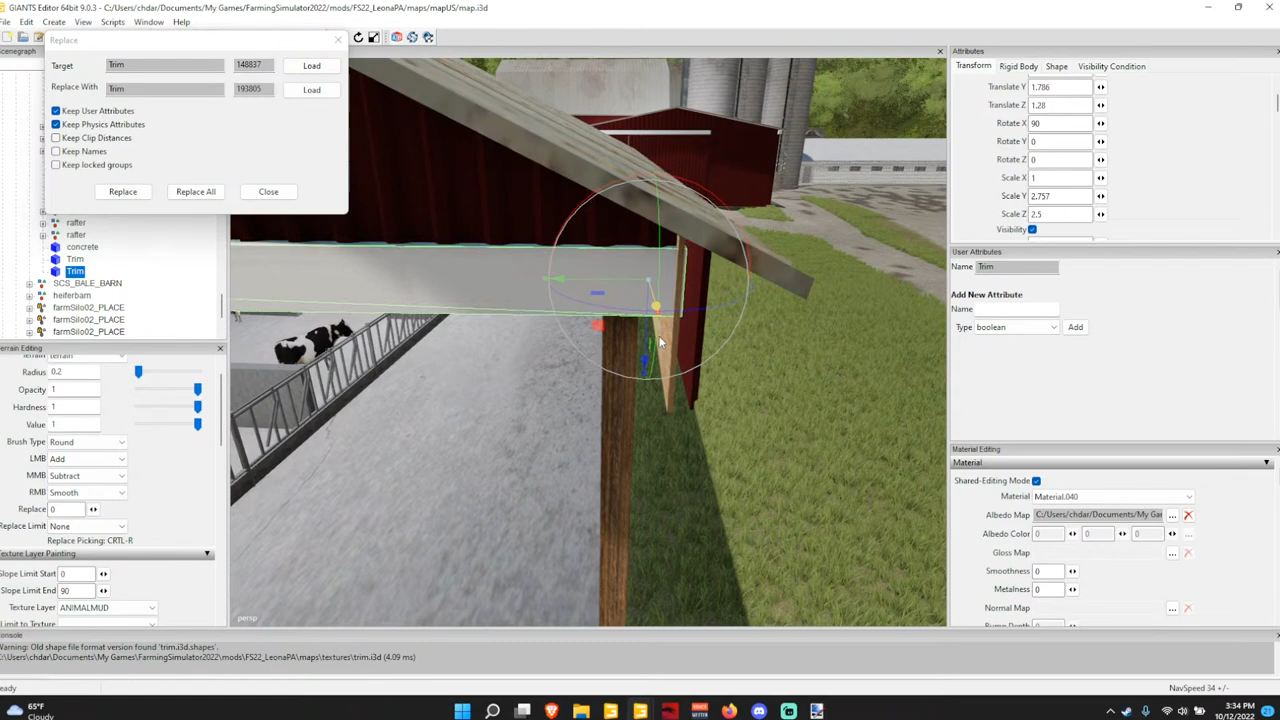 GIANTS Editor 64bit 9.0.3 - C:/Users/chdar/Documents/My Games/FarmingSimulator2022/mods/FS22_LeonaPA/maps/mapUS/map.i3d
File Edit Create View Scripts Window Help
Scenegraph
Replace
Target Trim 148837 Load
Replace With Trim 193805 Load
Keep User Attributes
Keep Physics Attributes
Keep Clip Distances
Keep Names
Keep locked groups
Replace Replace All Close
rafter
rafter
concrete
Trim
Trim
SCS_BALE_BARN
heiferbarn
farmSilo02_PLACE
farmSilo02_PLACE
farmSilo02_PLACE
Terrain Editing
terrain
Radius 0.2
Opacity 1
Hardness 1
Value 1
Brush Type Round
LMB Add
MMB Subtract
RMB Smooth
Replace 0
Replace Limit None
Replace Picking: CRTL-R
Texture Layer Painting
Slope Limit Start 0
Slope Limit End 90
Texture Layer ANIMALMUD
Limit to Texture
persp
Attributes
Transform Rigid Body Shape Visibility Condition
Translate Y 1.786
Translate Z 1.28
Rotate X 90
Rotate Y 0
Rotate Z 0
Scale X 1
Scale Y 2.757
Scale Z 2.5
Visibility
User Attributes
Name Trim
Add New Attribute
Name
Type boolean Add
Material Editing
Material
Shared-Editing Mode
Material Material.040
Albedo Map C:/Users/chdar/Documents/My Gar ...
Albedo Color 0 0 0 ...
Gloss Map ...
Smoothness 0
Metalness 0
Normal Map ...
Bump Depth
Console
Warning: Old shape file format version found 'trim.i3d.shapes'.
C:\Users\chdar\Documents\My Games\FarmingSimulator2022\mods\FS22_LeonaPA\maps\textures\trim.i3d (4.09 ms)
Ready
NavSpeed 34 +/-
65°F
Cloudy
3:34 PM
10/12/2022
21